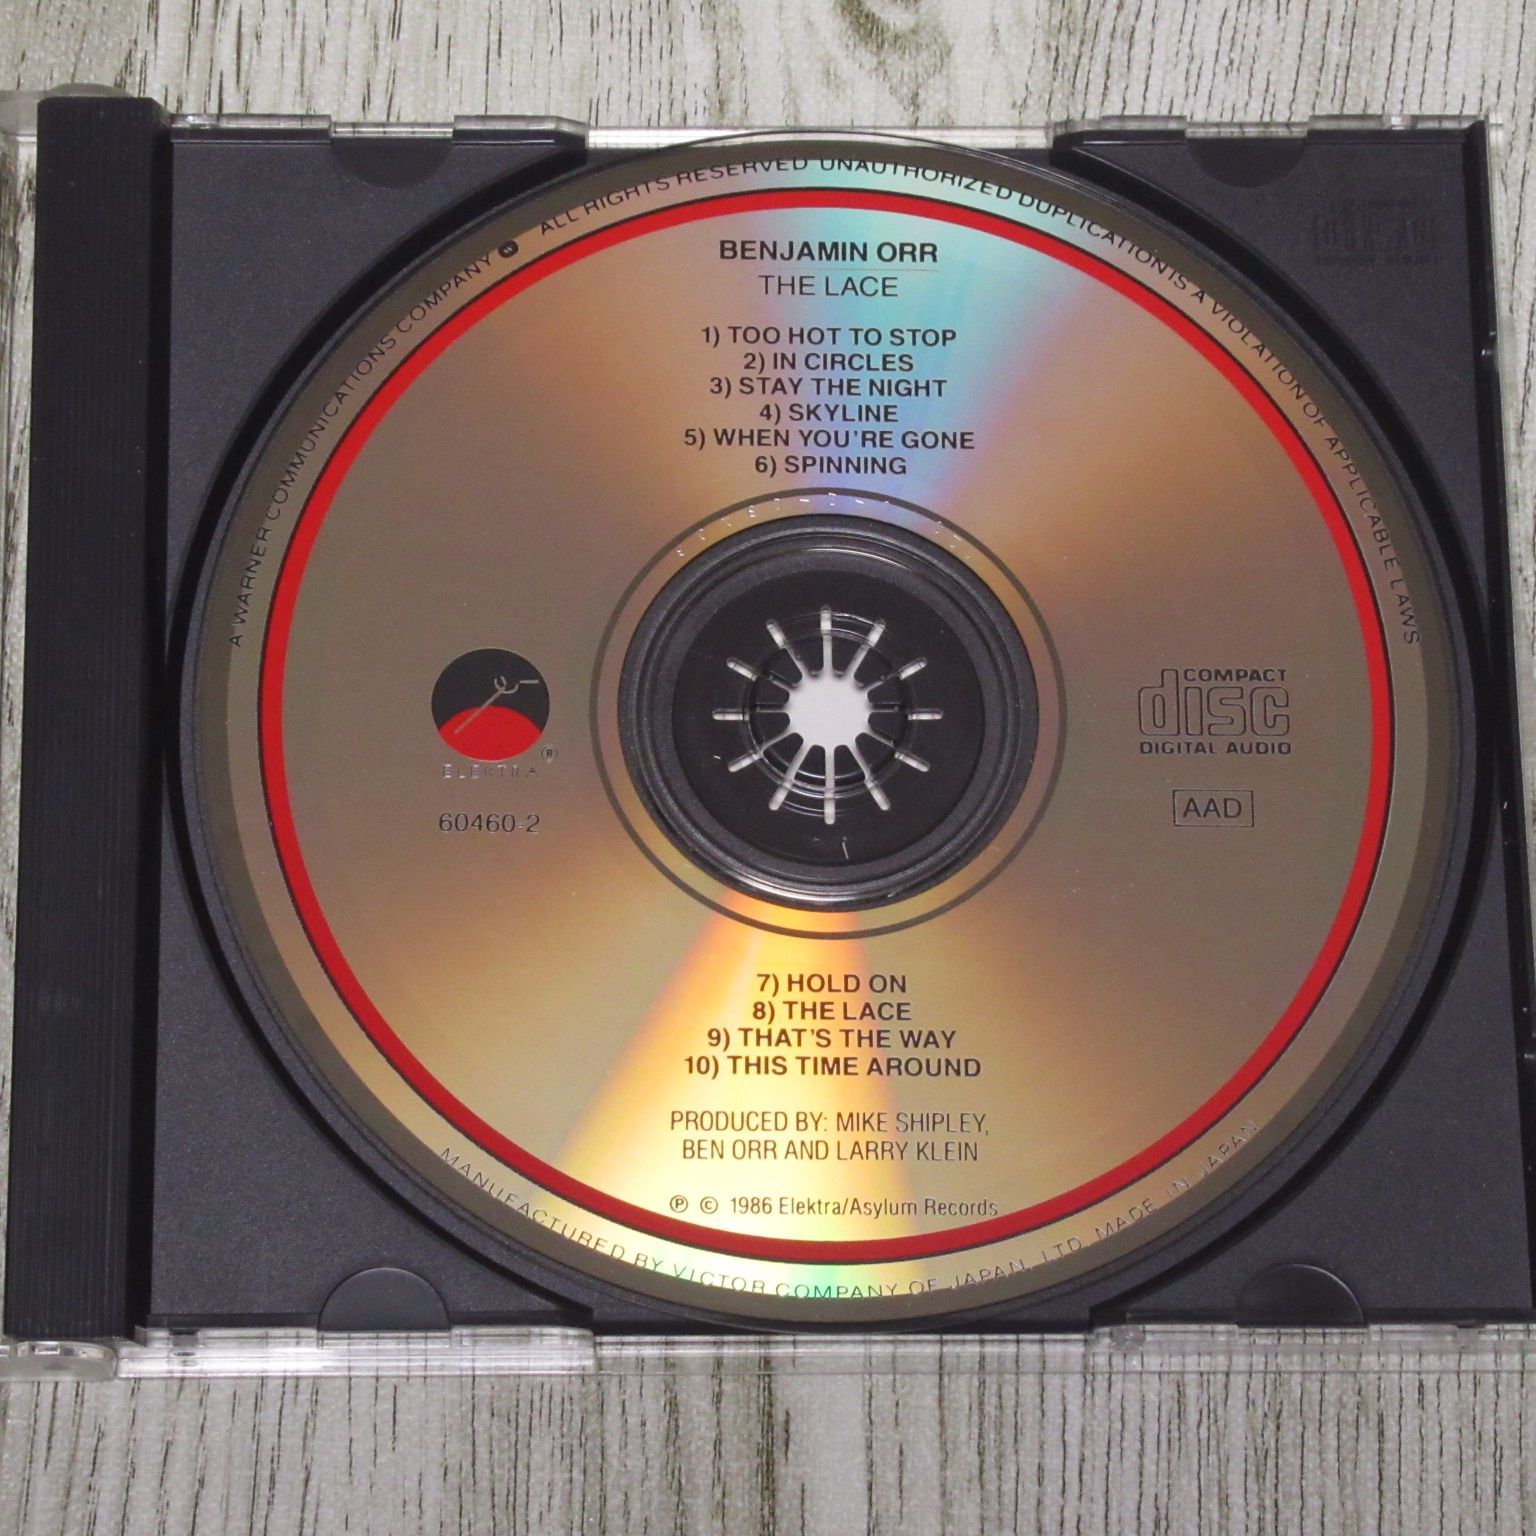 A WARNER COMMUNICATIONS COMPANY ALL RIGHTS RESERVED UNAUTHORIZED DUPLICATION IS A VIOLATION OF APPLICABLE LAWS
BENJAMIN ORR
THE LACE
1) TOO HOT TO STOP
2) IN CIRCLES
3) STAY THE NIGHT
4) SKYLINE
5) WHEN YOU'RE GONE
6) SPINNING
ELEKTRA ®
60460-2
COMPACT
disc
DIGITAL AUDIO
AAD
7) HOLD ON
8) THE LACE
9) THAT'S THE WAY
10) THIS TIME AROUND
PRODUCED BY: MIKE SHIPLEY,
BEN ORR AND LARRY KLEIN
℗ © 1986 Elektra/Asylum Records
MANUFACTURED BY VICTOR COMPANY OF JAPAN, LTD. MADE IN JAPAN